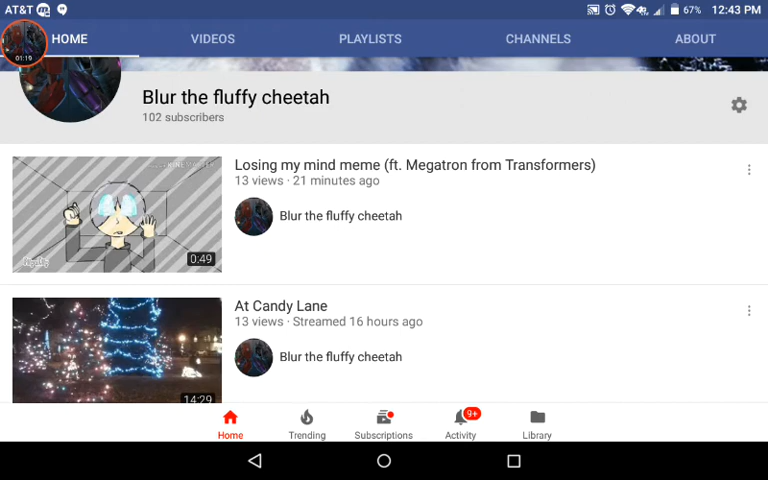 AT&T 67% 12:43 PM
01:19
HOME VIDEOS PLAYLISTS CHANNELS ABOUT
Blur the fluffy cheetah
102 subscribers
Losing my mind meme (ft. Megatron from Transformers)
13 views · 21 minutes ago
Blur the fluffy cheetah
0:49
At Candy Lane
13 views · Streamed 16 hours ago
Blur the fluffy cheetah
14:29
9+
Home Trending Subscriptions Activity Library